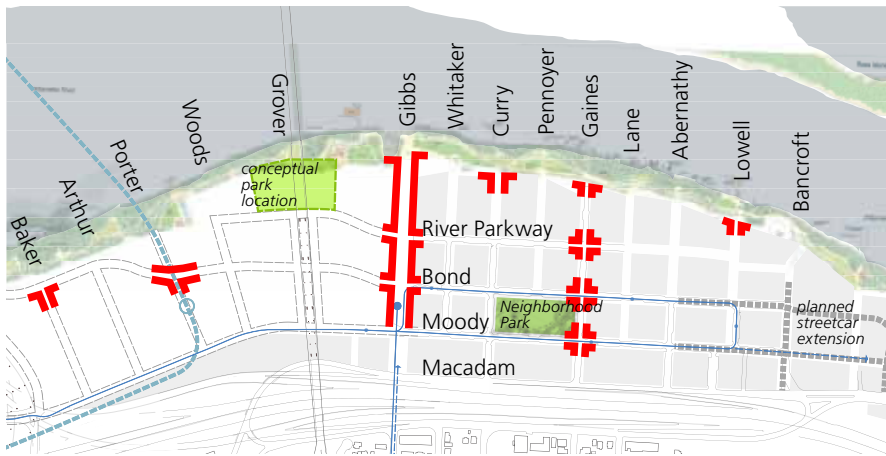 Baker
Arthur
Porter
Woods
Grover
Gibbs
Whitaker
Curry
Pennoyer
Gaines
Lane
Abernathy
Lowell
Bancroft
conceptual
park
location
River Parkway
Bond
Neighborhood
Park
Moody
Macadam
planned
streetcar
extension